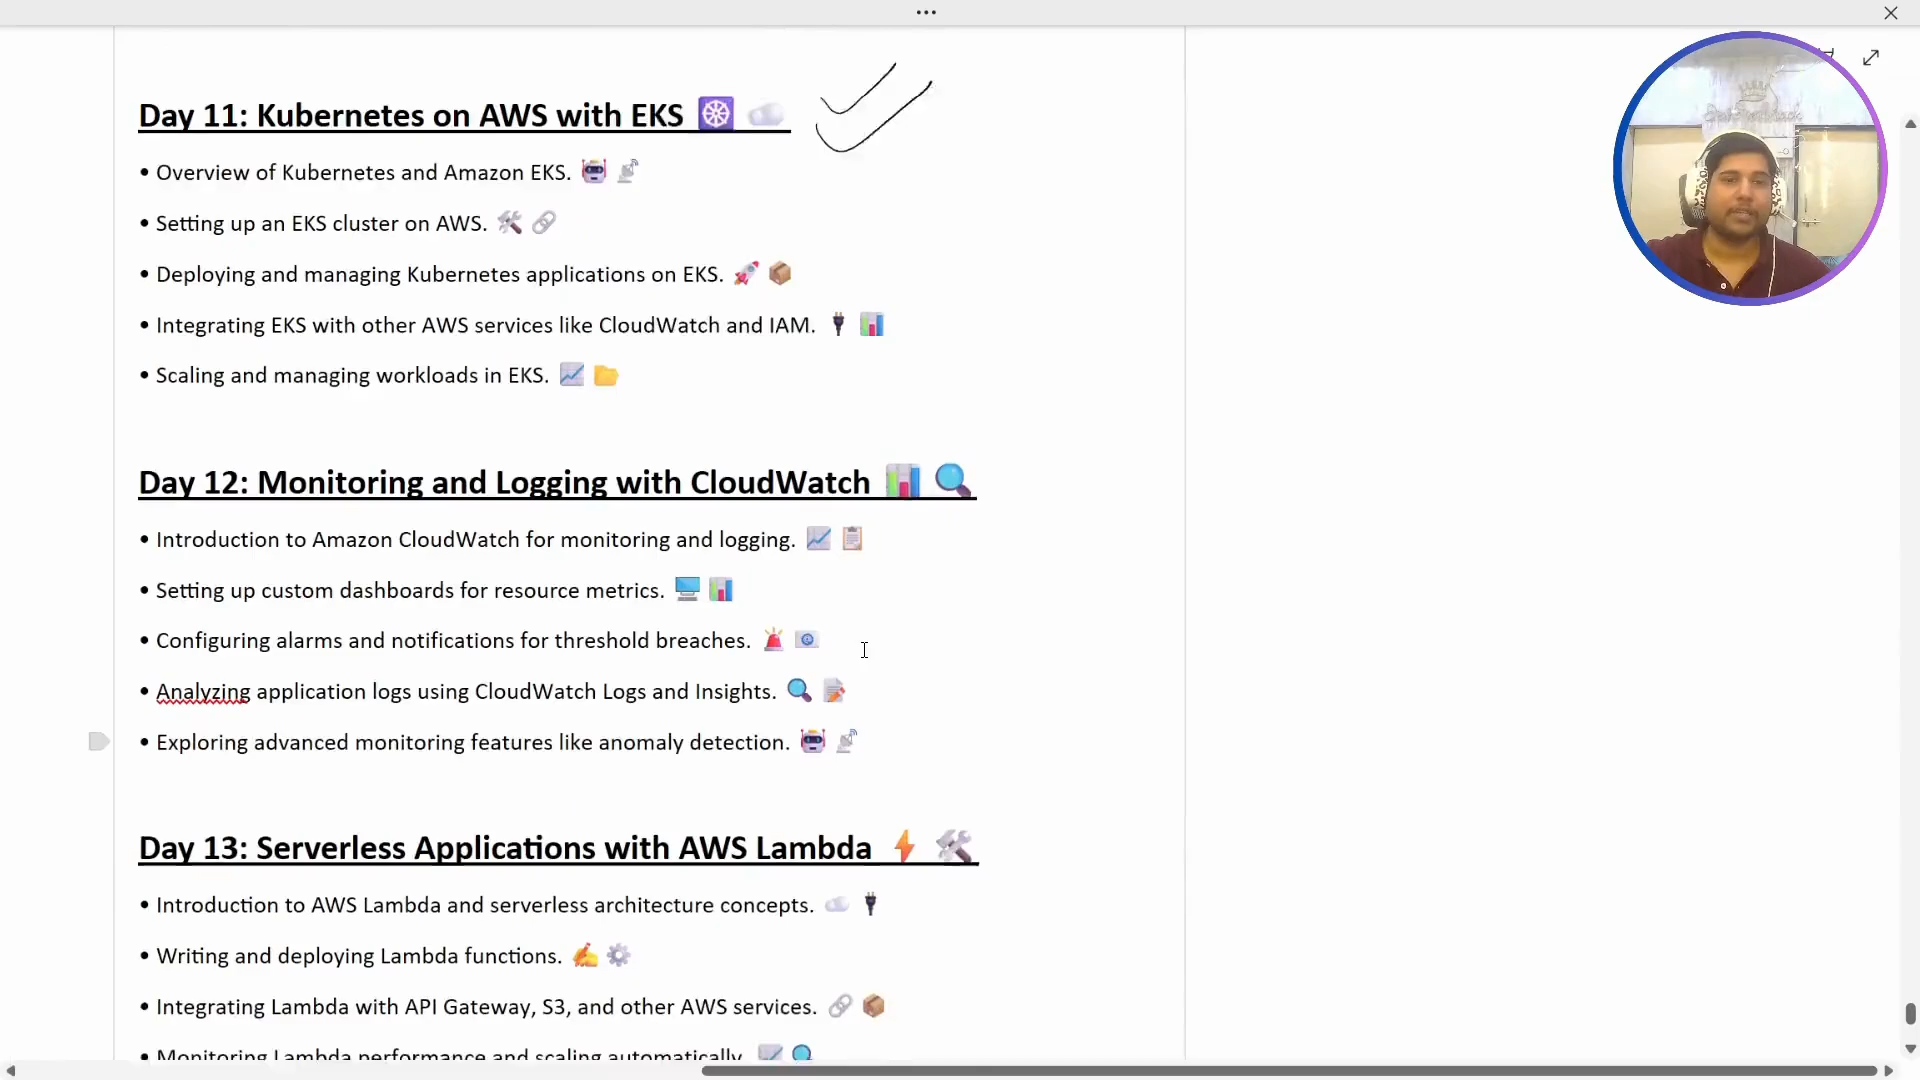 Day 11: Kubernetes on AWS with EKS
• Overview of Kubernetes and Amazon EKS.
• Setting up an EKS cluster on AWS.
• Deploying and managing Kubernetes applications on EKS.
• Integrating EKS with other AWS services like CloudWatch and IAM.
• Scaling and managing workloads in EKS.
Day 12: Monitoring and Logging with CloudWatch
• Introduction to Amazon CloudWatch for monitoring and logging.
• Setting up custom dashboards for resource metrics.
• Configuring alarms and notifications for threshold breaches.
• Analyzing application logs using CloudWatch Logs and Insights.
• Exploring advanced monitoring features like anomaly detection.
Day 13: Serverless Applications with AWS Lambda
• Introduction to AWS Lambda and serverless architecture concepts.
• Writing and deploying Lambda functions.
• Integrating Lambda with API Gateway, S3, and other AWS services.
• Monitoring Lambda performance and scaling automatically.